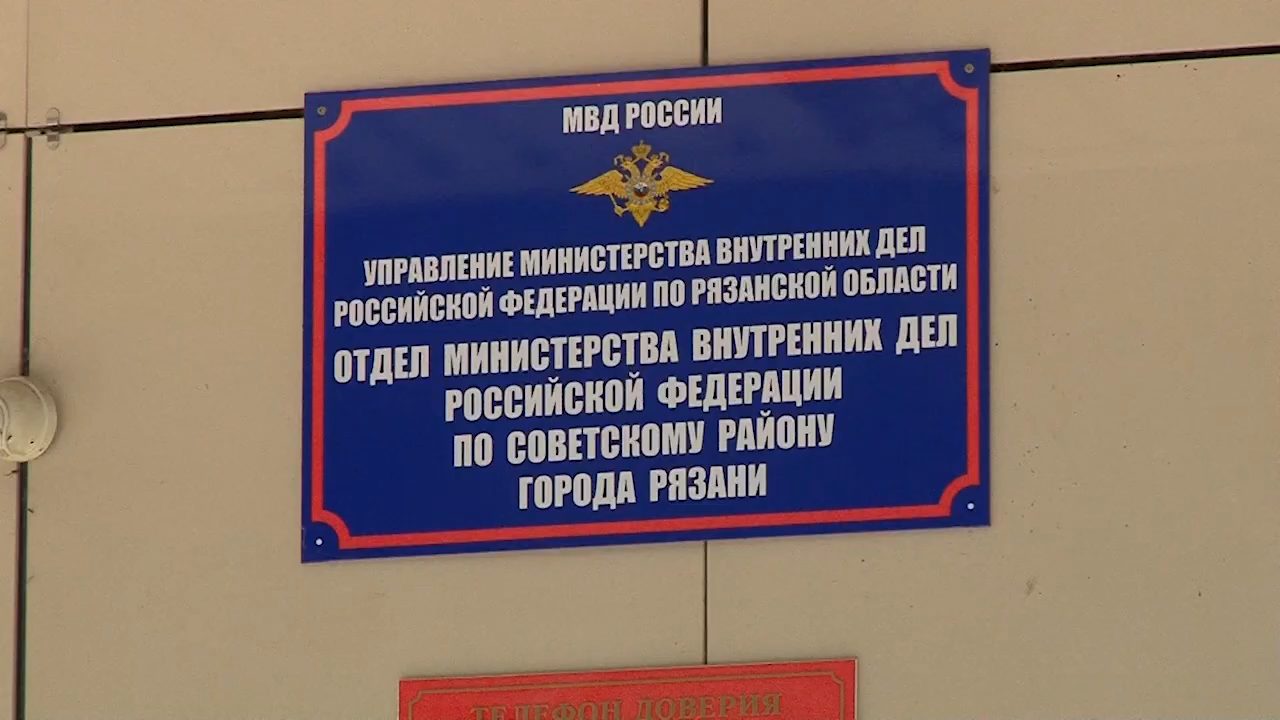 МВД РОССИИ
УПРАВЛЕНИЕ МИНИСТЕРСТВА ВНУТРЕННИХ ДЕЛ
РОССИЙСКОЙ ФЕДЕРАЦИИ ПО РЯЗАНСКОЙ ОБЛАСТИ
ОТДЕЛ МИНИСТЕРСТВА ВНУТРЕННИХ ДЕЛ
РОССИЙСКОЙ ФЕДЕРАЦИИ
ПО СОВЕТСКОМУ РАЙОНУ
ГОРОДА РЯЗАНИ
ТЕЛЕФОН ДОВЕРИЯ